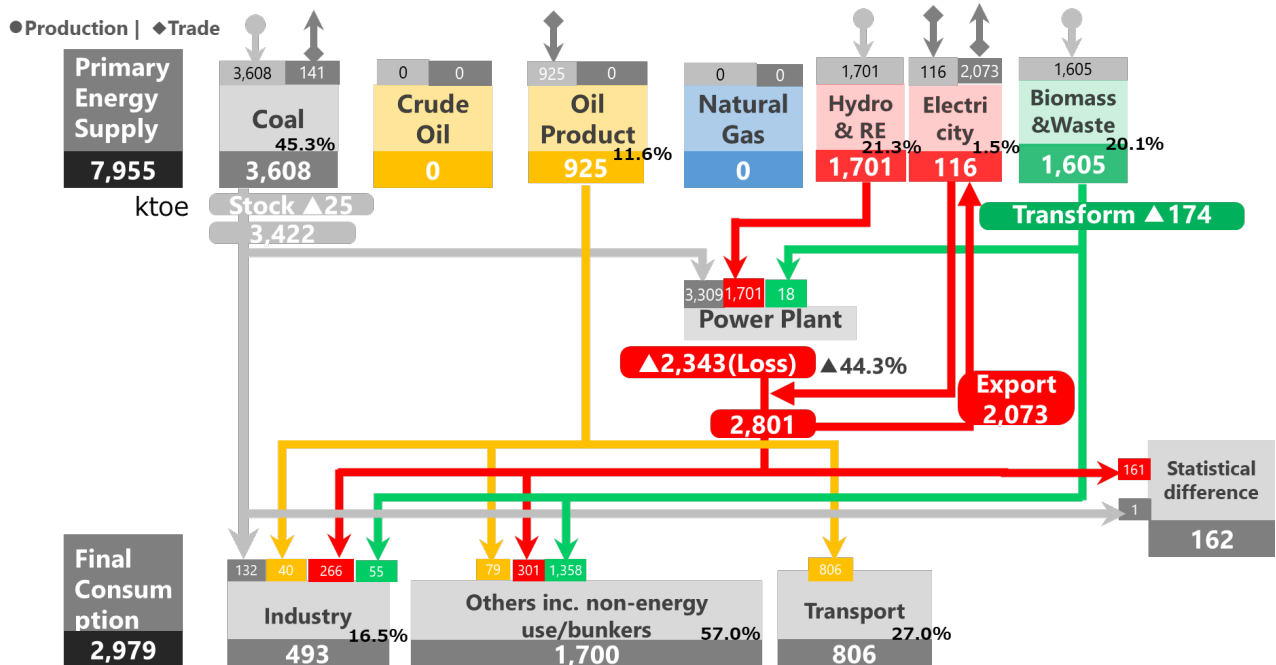 ●Production | ◆Trade
Primary
Energy
Supply
7,955
ktoe
3,608 141
Coal
45.3%
3,608
Stock ▲25
3,422
0 0
Crude
Oil
0
925 0
Oil
Product
11.6%
925
0 0
Natural
Gas
0
1,701
Hydro
& RE
21.3%
1,701
116 2,073
Electri
city
1.5%
116
1,605
Biomass
&Waste
20.1%
1,605
Transform ▲174
3,309 1,701 18
Power Plant
▲2,343(Loss) ▲44.3%
Export
2,073
2,801
161
1
Statistical
difference
162
Final
Consum
ption
2,979
132 40 266 55
Industry
16.5%
493
79 301 1,358
Others inc. non-energy
use/bunkers
57.0%
1,700
806
Transport
27.0%
806